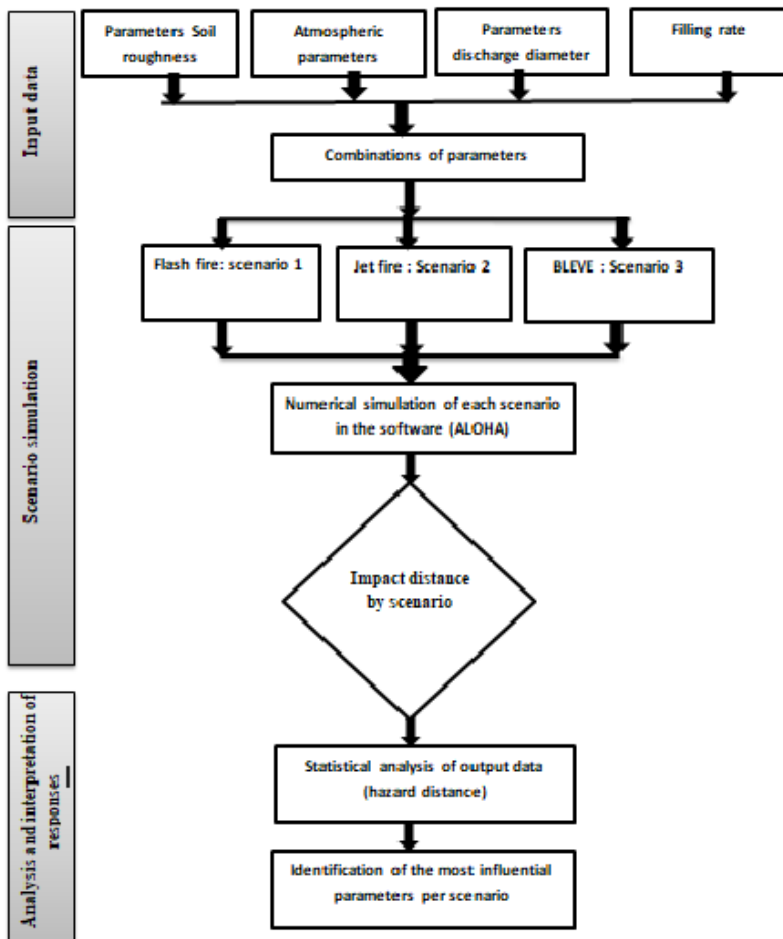 Parameters Soil
roughness
Atmospheric
parameters
Parameters
discharge diameter
Filling rate
Input data
Combinations of parameters
Flash fire: scenario 1
Jet fire : Scenario 2
BLEVE : Scenario 3
Scenario simulation
Numerical simulation of each scenario
in the software (ALOHA)
Impact distance
by scenario
Analysis and interpretation of
responses
Statistical analysis of output data
(hazard distance)
Identification of the most influential
parameters per scenario